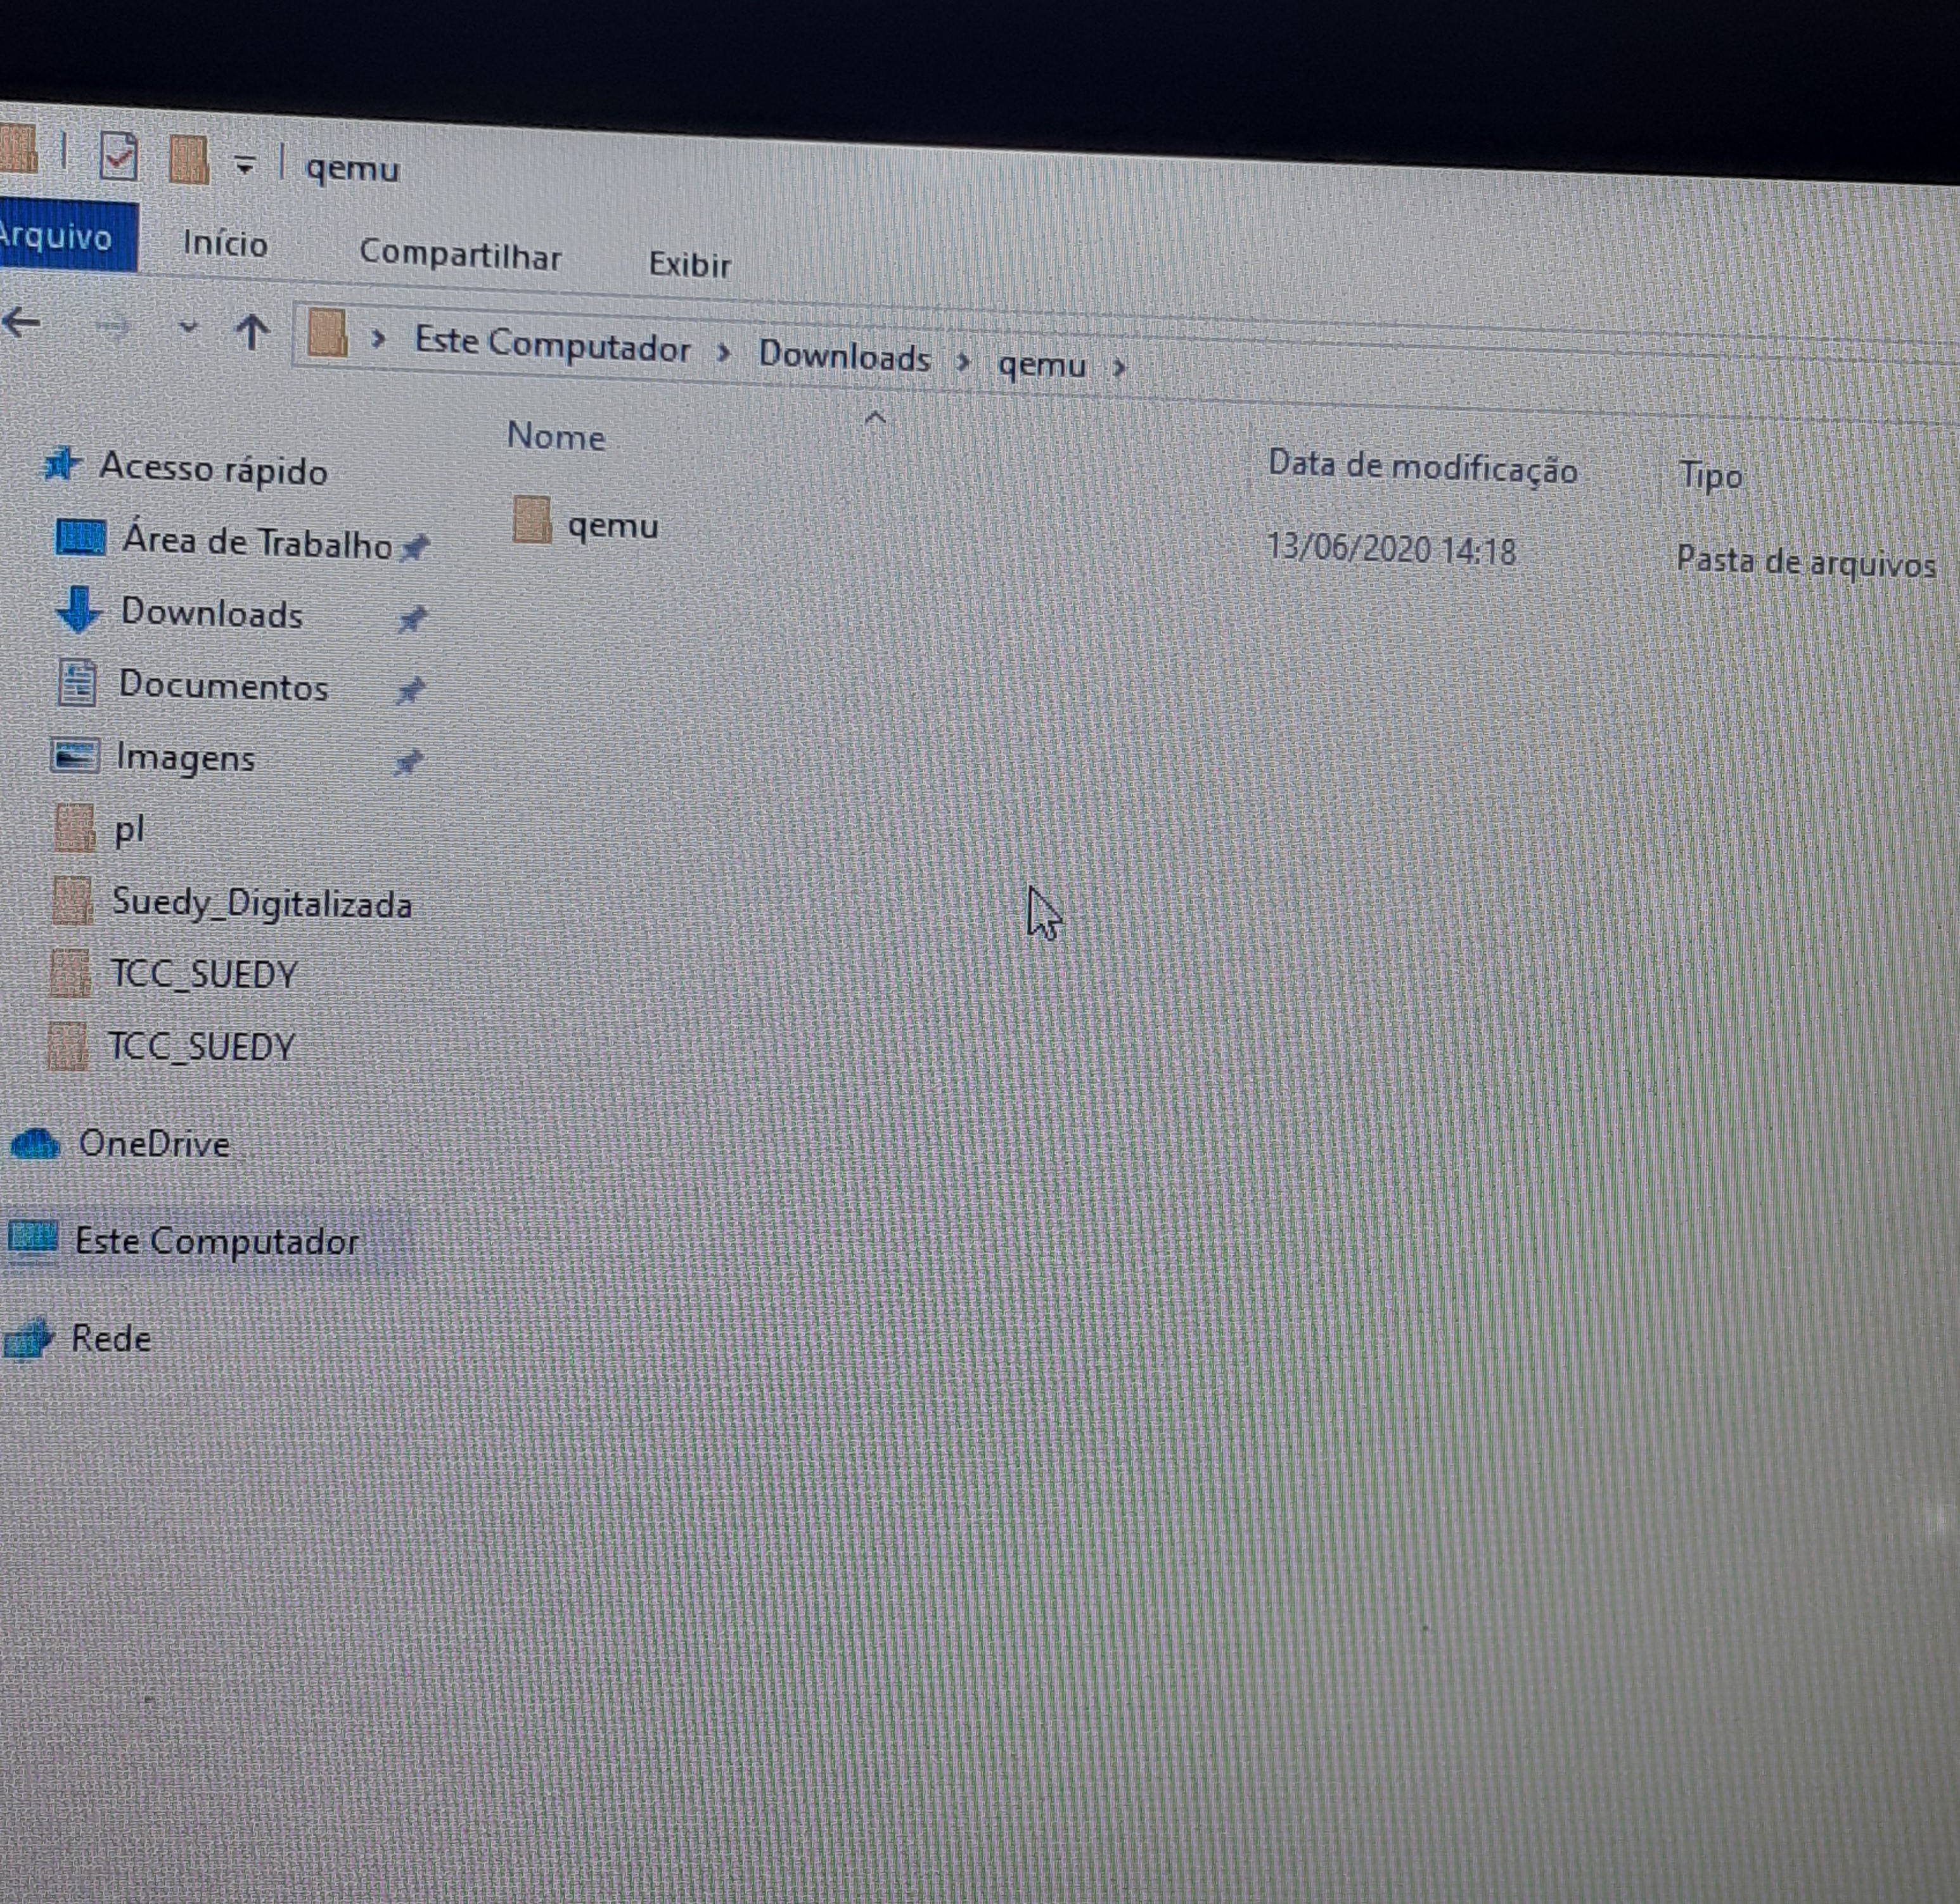 qemu
Arquivo Início Compartilhar Exibir
Este Computador > Downloads > qemu >
Nome Data de modificação Tipo
qemu 13/06/2020 14:18 Pasta de arquivos
Acesso rápido
Área de Trabalho
Downloads
Documentos
Imagens
pl
Suedy_Digitalizada
TCC_SUEDY
TCC_SUEDY
OneDrive
Este Computador
Rede